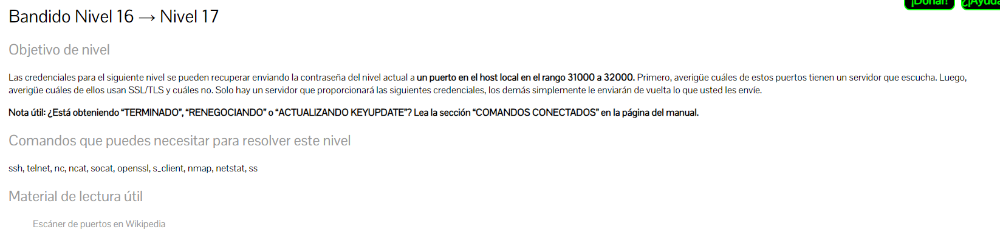 ¡Donar!
Bandido Nivel 16 → Nivel 17
Objetivo de nivel
Las credenciales para el siguiente nivel se pueden recuperar enviando la contraseña del nivel actual a un puerto en el host local en el rango 31000 a 32000. Primero, averigüe cuáles de estos puertos tienen un servidor que escucha. Luego,
averigüe cuáles de ellos usan SSL/TLS y cuáles no. Solo hay un servidor que proporcionará las siguientes credenciales, los demás simplemente le enviarán de vuelta lo que usted les envíe.
Nota útil: ¿Está obteniendo “TERMINADO”, “RENEGOCIANDO” o “ACTUALIZANDO KEYUPDATE”? Lea la sección “COMANDOS CONECTADOS” en la página del manual.
Comandos que puedes necesitar para resolver este nivel
ssh, telnet, nc, ncat, socat, openssl, s_client, nmap, netstat, ss
Material de lectura útil
Escáner de puertos en Wikipedia